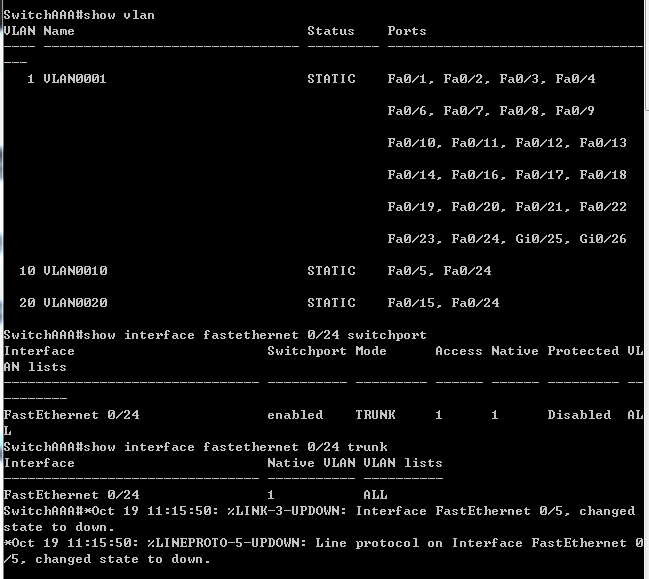 SwitchAAA#show vlan
VLAN Name                             Status    Ports
---- -------------------------------- --------- -----------------------------------
---
   1 VLAN0001                         STATIC    Fa0/1, Fa0/2, Fa0/3, Fa0/4
                                                Fa0/6, Fa0/7, Fa0/8, Fa0/9
                                                Fa0/10, Fa0/11, Fa0/12, Fa0/13
                                                Fa0/14, Fa0/16, Fa0/17, Fa0/18
                                                Fa0/19, Fa0/20, Fa0/21, Fa0/22
                                                Fa0/23, Fa0/24, Gi0/25, Gi0/26
  10 VLAN0010                         STATIC    Fa0/5, Fa0/24
  20 VLAN0020                         STATIC    Fa0/15, Fa0/24
SwitchAAA#show interface fastethernet 0/24 switchport
Interface                        Switchport Mode      Access Native Protected VL
AN lists
-------------------------------- ---------- --------- ------ ------ --------- --
--------
FastEthernet 0/24                enabled    TRUNK     1      1      Disabled  AL
L
SwitchAAA#show interface fastethernet 0/24 trunk
Interface                        Native VLAN VLAN lists
-------------------------------- ----------- ----------
FastEthernet 0/24                1           ALL
SwitchAAA#*Oct 19 11:15:50: %LINK-3-UPDOWN: Interface FastEthernet 0/5, changed
state to down.
*Oct 19 11:15:50: %LINEPROTO-5-UPDOWN: Line protocol on Interface FastEthernet 0
/5, changed state to down.